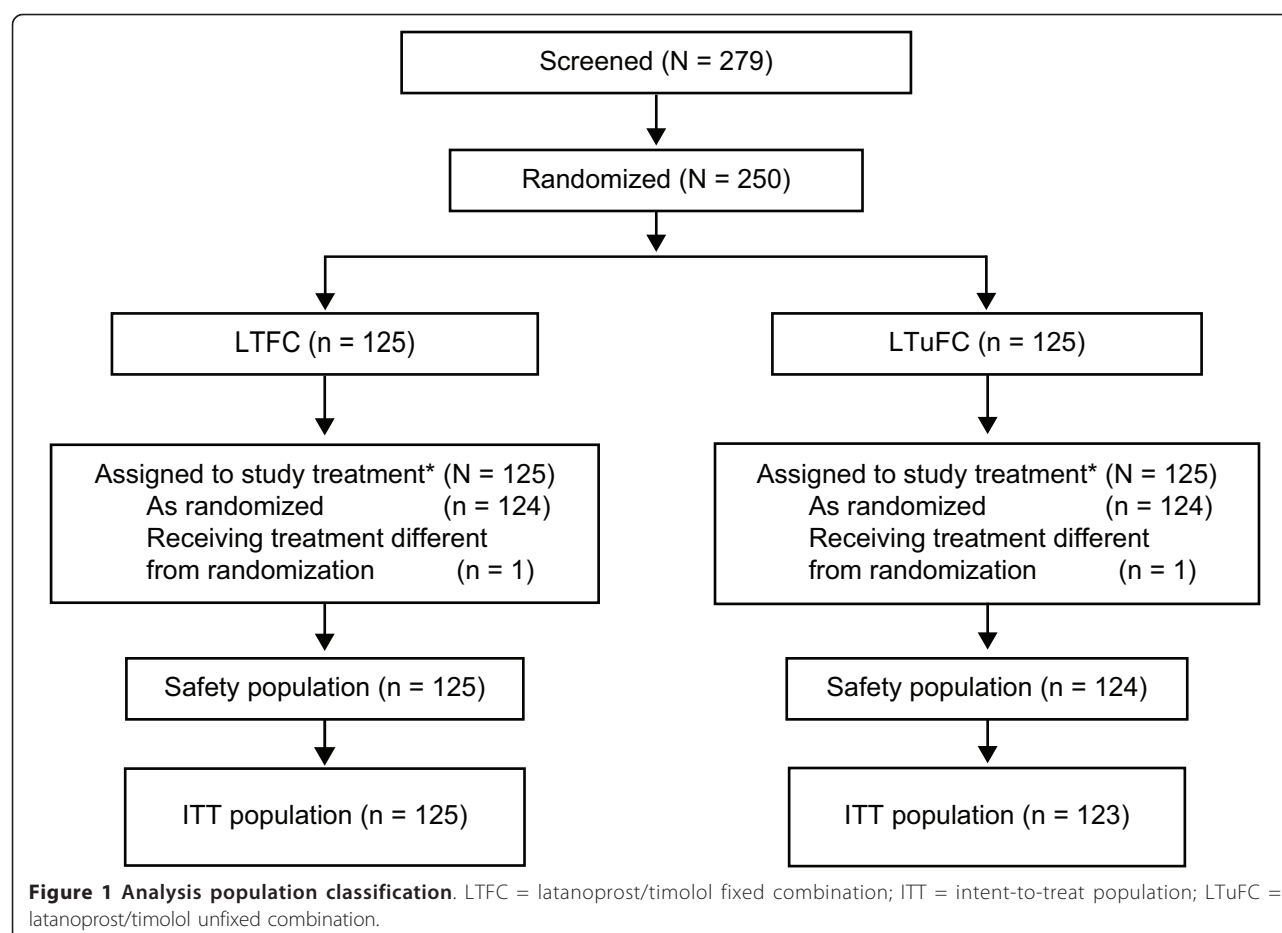 Screened (N = 279)
Randomized (N = 250)
LTFC (n = 125)
LTuFC (n = 125)
Assigned to study treatment* (N = 125)
As randomized (n = 124)
Receiving treatment different
from randomization (n = 1)
Assigned to study treatment* (N = 125)
As randomized (n = 124)
Receiving treatment different
from randomization (n = 1)
Safety population (n = 125)
Safety population (n = 124)
ITT population (n = 125)
ITT population (n = 123)
Figure 1 Analysis population classification. LTFC = latanoprost/timolol fixed combination; ITT = intent-to-treat population; LTuFC =
latanoprost/timolol unfixed combination.